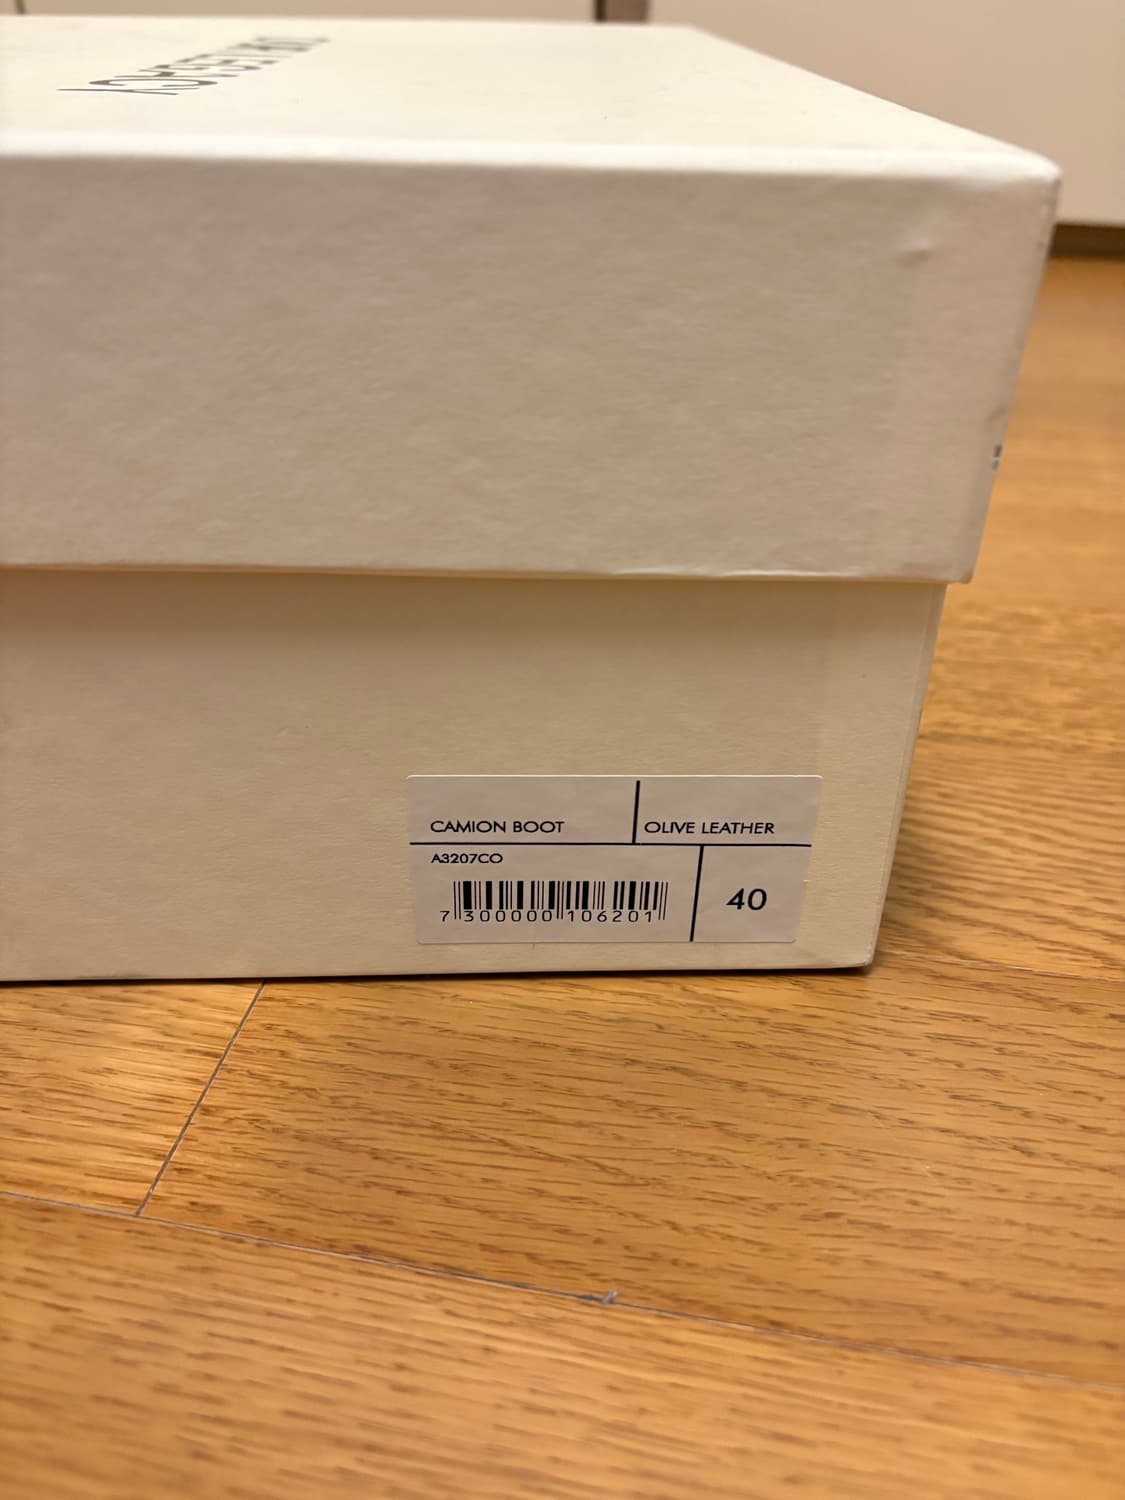 CAMION BOOT
OLIVE LEATHER
A3207CO
7 300000 106201
40